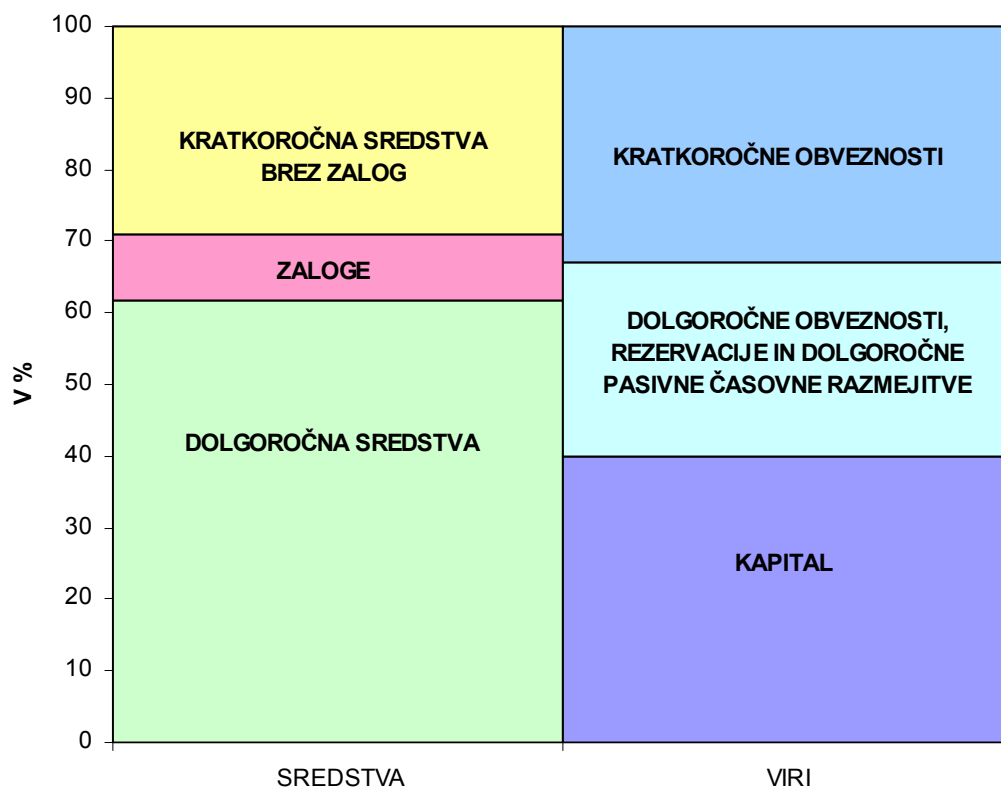 100
90
80
70
60
50
40
30
20
10
0
V %
KRATKOROČNA SREDSTVA
BREZ ZALOG
ZALOGE
DOLGOROČNA SREDSTVA
KRATKOROČNE OBVEZNOSTI
DOLGOROČNE OBVEZNOSTI,
REZERVACIJE IN DOLGOROČNE
PASIVNE ČASOVNE RAZMEJITVE
KAPITAL
SREDSTVA
VIRI